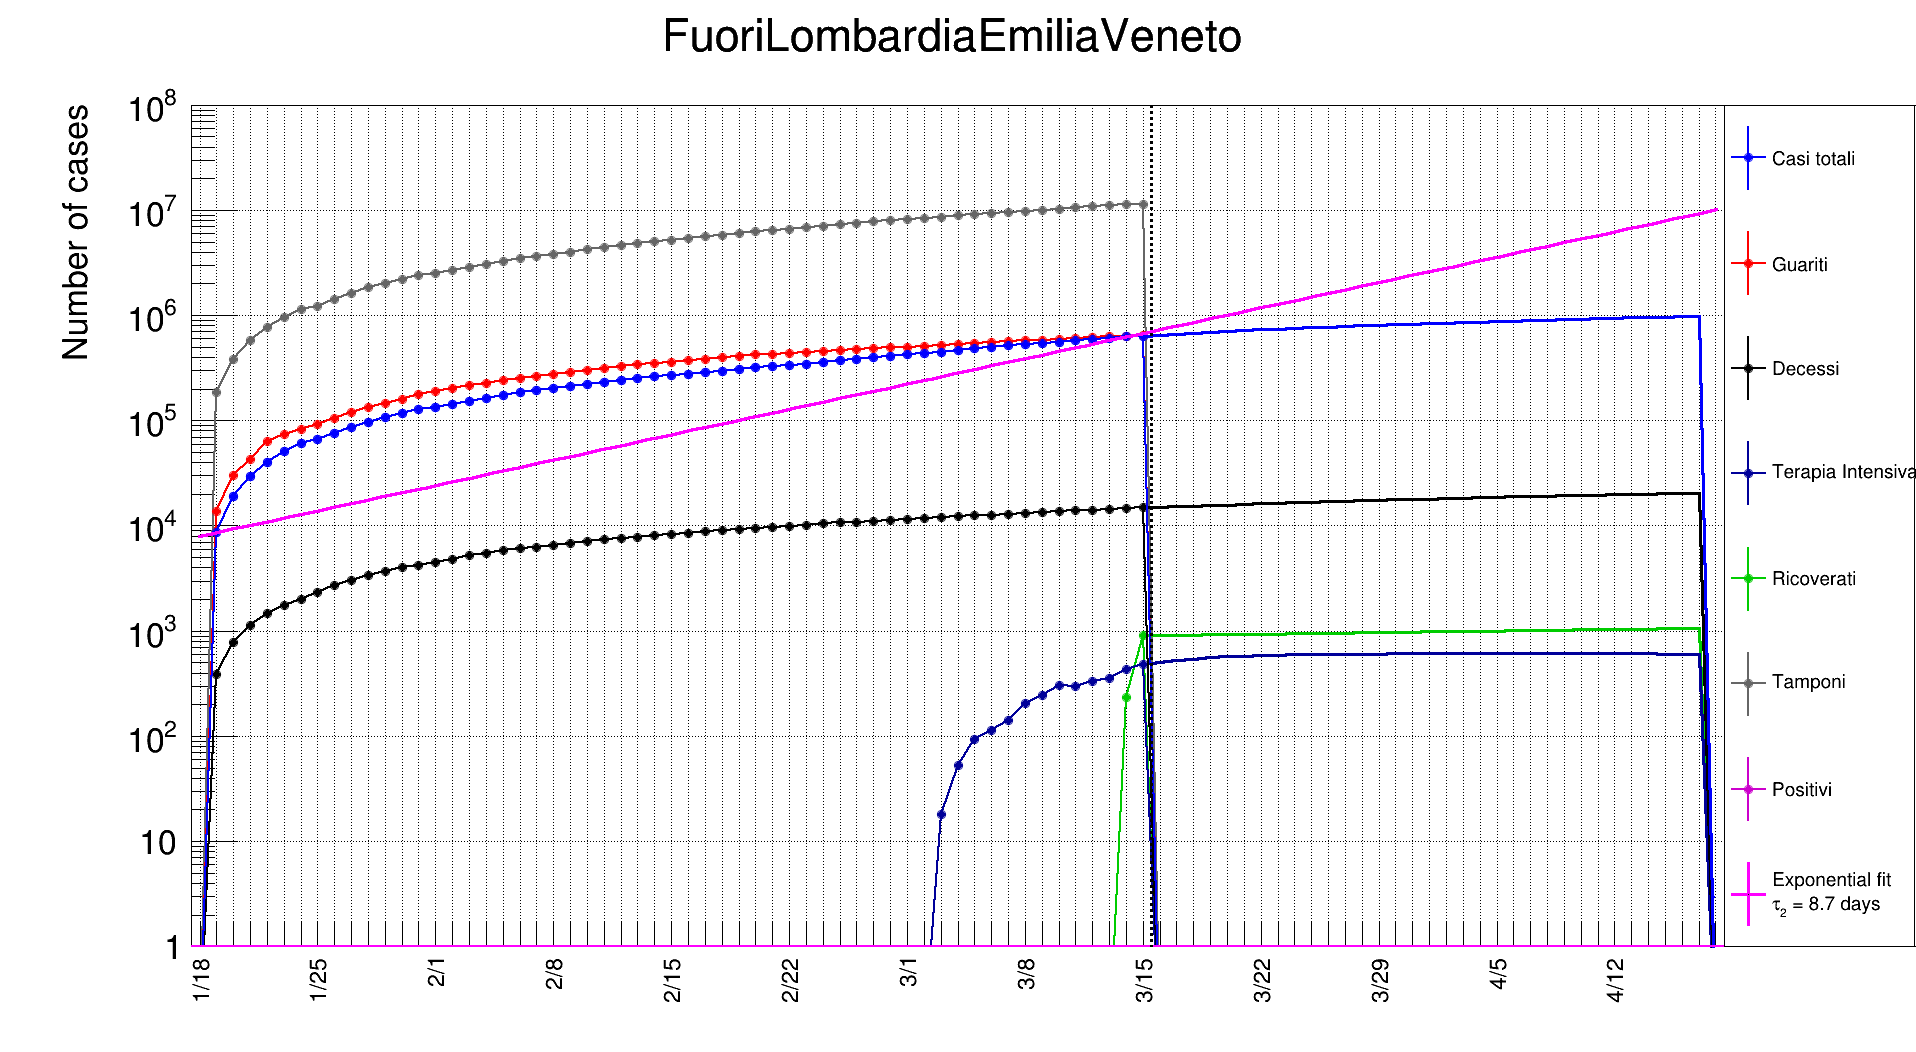 FuoriLombardiaEmiliaVeneto
Number of cases
10^8
10^7
10^6
10^5
10^4
10^3
10^2
10
1
1/18
1/25
2/1
2/8
2/15
2/22
3/1
3/8
3/15
3/22
3/29
4/5
4/12
Casi totali
Guariti
Decessi
Terapia Intensiva
Ricoverati
Tamponi
Positivi
Exponential fit
τ₂ = 8.7 days